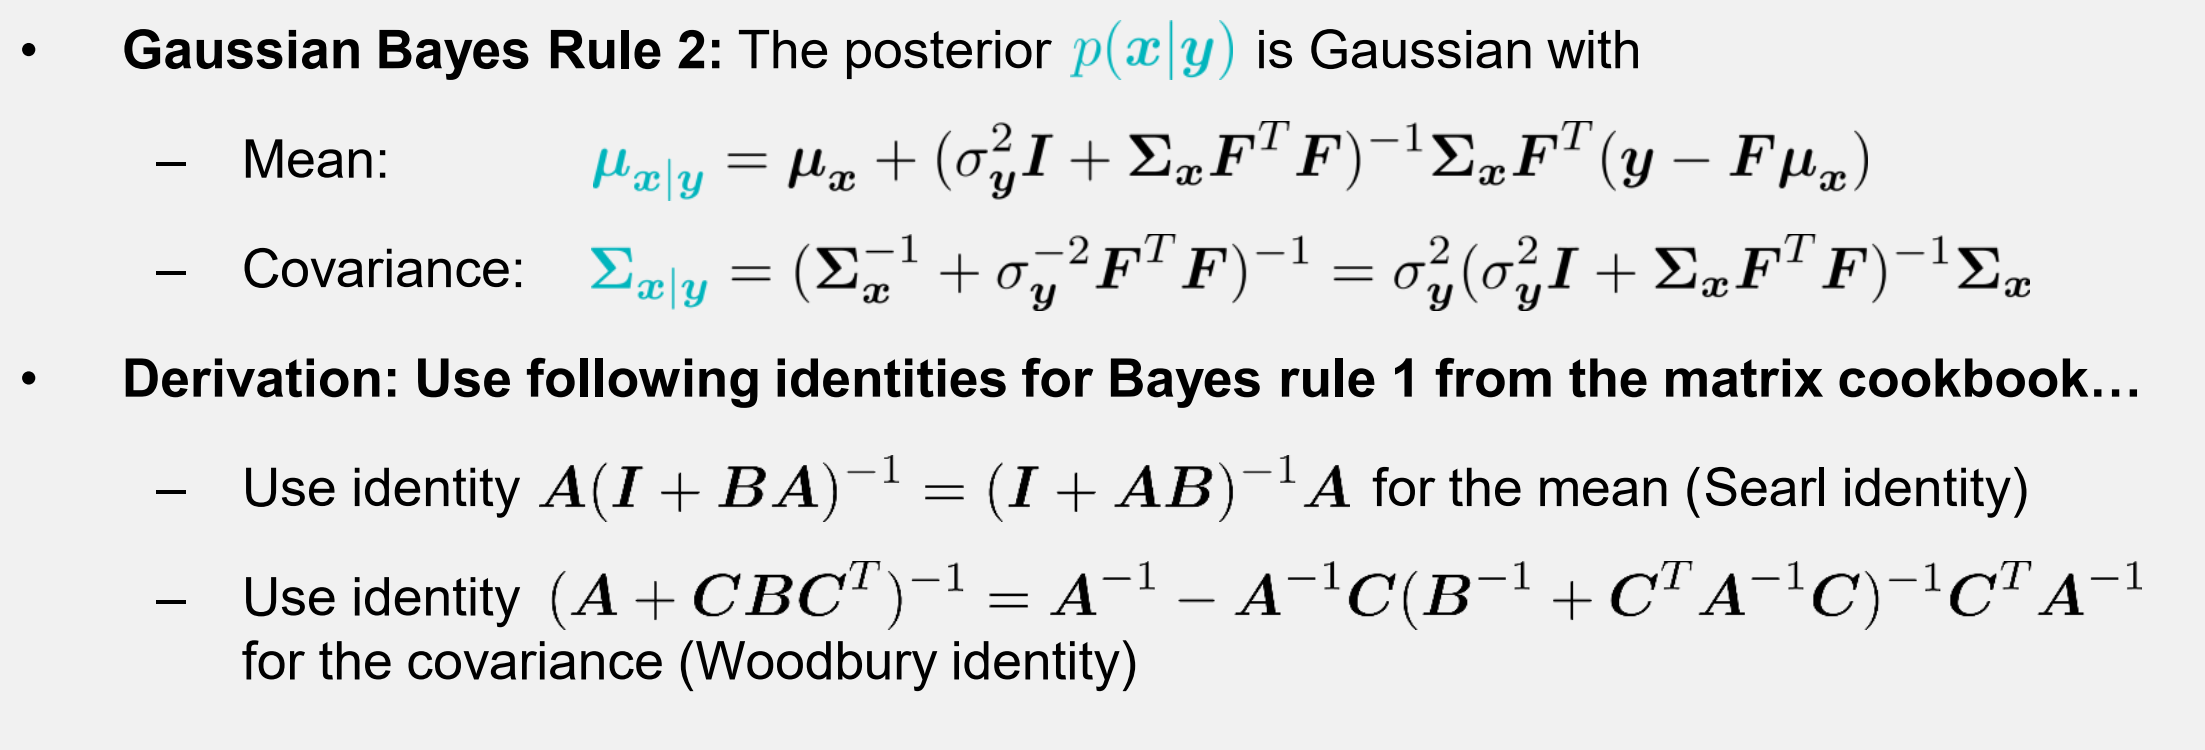 • Gaussian Bayes Rule 2: The posterior $p(\boldsymbol{x}|\boldsymbol{y})$ is Gaussian with
– Mean: $\boldsymbol{\mu}_{\boldsymbol{x}|\boldsymbol{y}} = \boldsymbol{\mu}_{\boldsymbol{x}} + (\sigma_{\boldsymbol{y}}^2 \boldsymbol{I} + \boldsymbol{\Sigma}_{\boldsymbol{x}} \boldsymbol{F}^T \boldsymbol{F})^{-1} \boldsymbol{\Sigma}_{\boldsymbol{x}} \boldsymbol{F}^T (\boldsymbol{y} - \boldsymbol{F} \boldsymbol{\mu}_{\boldsymbol{x}})$
– Covariance: $\boldsymbol{\Sigma}_{\boldsymbol{x}|\boldsymbol{y}} = (\boldsymbol{\Sigma}_{\boldsymbol{x}}^{-1} + \sigma_{\boldsymbol{y}}^{-2} \boldsymbol{F}^T \boldsymbol{F})^{-1} = \sigma_{\boldsymbol{y}}^2 (\sigma_{\boldsymbol{y}}^2 \boldsymbol{I} + \boldsymbol{\Sigma}_{\boldsymbol{x}} \boldsymbol{F}^T \boldsymbol{F})^{-1} \boldsymbol{\Sigma}_{\boldsymbol{x}}$
• Derivation: Use following identities for Bayes rule 1 from the matrix cookbook…
– Use identity $\boldsymbol{A}(\boldsymbol{I} + \boldsymbol{B}\boldsymbol{A})^{-1} = (\boldsymbol{I} + \boldsymbol{A}\boldsymbol{B})^{-1} \boldsymbol{A}$ for the mean (Searl identity)
– Use identity $(\boldsymbol{A} + \boldsymbol{C}\boldsymbol{B}\boldsymbol{C}^T)^{-1} = \boldsymbol{A}^{-1} - \boldsymbol{A}^{-1} \boldsymbol{C} (\boldsymbol{B}^{-1} + \boldsymbol{C}^T \boldsymbol{A}^{-1} \boldsymbol{C})^{-1} \boldsymbol{C}^T \boldsymbol{A}^{-1}$
for the covariance (Woodbury identity)